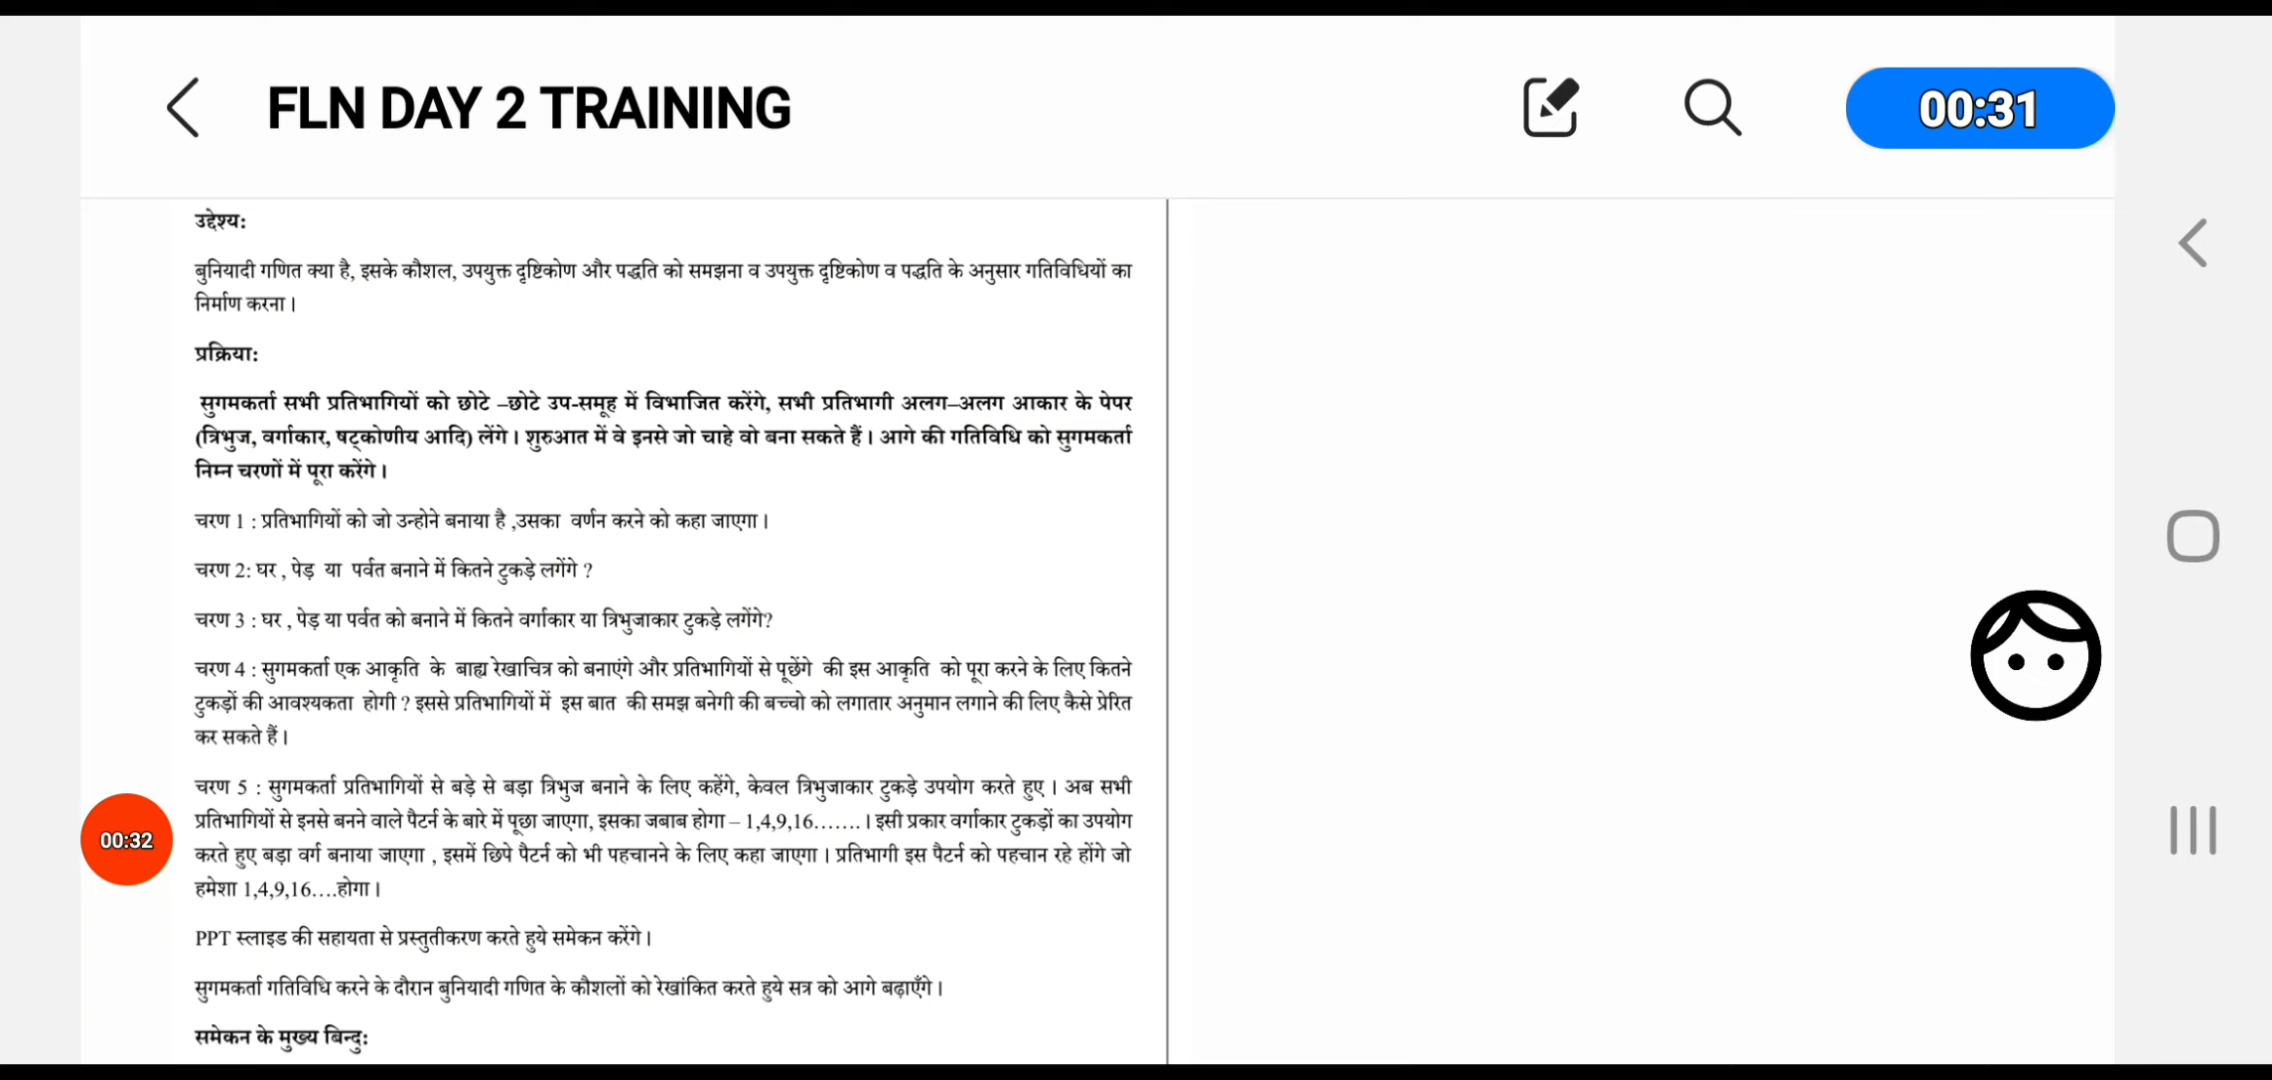 FLN DAY 2 TRAINING
00:31
उद्देश्य:
बुनियादी गणित क्या है, इसके कौशल, उपयुक्त दृष्टिकोण और पद्धति को समझना व उपयुक्त दृष्टिकोण व पद्धति के अनुसार गतिविधियों का
निर्माण करना।
प्रक्रिया:
सुगमकर्ता सभी प्रतिभागियों को छोटे –छोटे उप-समूह में विभाजित करेंगे, सभी प्रतिभागी अलग–अलग आकार के पेपर
(त्रिभुज, वर्गाकार, षट्कोणीय आदि) लेंगे। शुरुआत में वे इनसे जो चाहे वो बना सकते हैं। आगे की गतिविधि को सुगमकर्ता
निम्न चरणों में पूरा करेंगे।
चरण 1 : प्रतिभागियों को जो उन्होने बनाया है ,उसका वर्णन करने को कहा जाएगा।
चरण 2: घर , पेड़ या पर्वत बनाने में कितने टुकड़े लगेंगे ?
चरण 3 : घर , पेड़ या पर्वत को बनाने में कितने वर्गाकार या त्रिभुजाकार टुकड़े लगेंगे?
चरण 4 : सुगमकर्ता एक आकृति के बाह्य रेखाचित्र को बनाएंगे और प्रतिभागियों से पूछेंगे की इस आकृति को पूरा करने के लिए कितने
टुकड़ों की आवश्यकता होगी ? इससे प्रतिभागियों में इस बात की समझ बनेगी की बच्चो को लगातार अनुमान लगाने की लिए कैसे प्रेरित
कर सकते हैं।
चरण 5 : सुगमकर्ता प्रतिभागियों से बड़े से बड़ा त्रिभुज बनाने के लिए कहेंगे, केवल त्रिभुजाकार टुकड़े उपयोग करते हुए । अब सभी
प्रतिभागियों से इनसे बनने वाले पैटर्न के बारे में पूछा जाएगा, इसका जबाब होगा – 1,4,9,16....... । इसी प्रकार वर्गाकार टुकड़ों का उपयोग
00:32
करते हुए बड़ा वर्ग बनाया जाएगा , इसमें छिपे पैटर्न को भी पहचानने के लिए कहा जाएगा । प्रतिभागी इस पैटर्न को पहचान रहे होंगे जो
हमेशा 1,4,9,16....होगा।
PPT स्लाइड की सहायता से प्रस्तुतीकरण करते हुये समेकन करेंगे।
सुगमकर्ता गतिविधि करने के दौरान बुनियादी गणित के कौशलों को रेखांकित करते हुये सत्र को आगे बढ़ाएँगे।
समेकन के मुख्य बिन्दु: